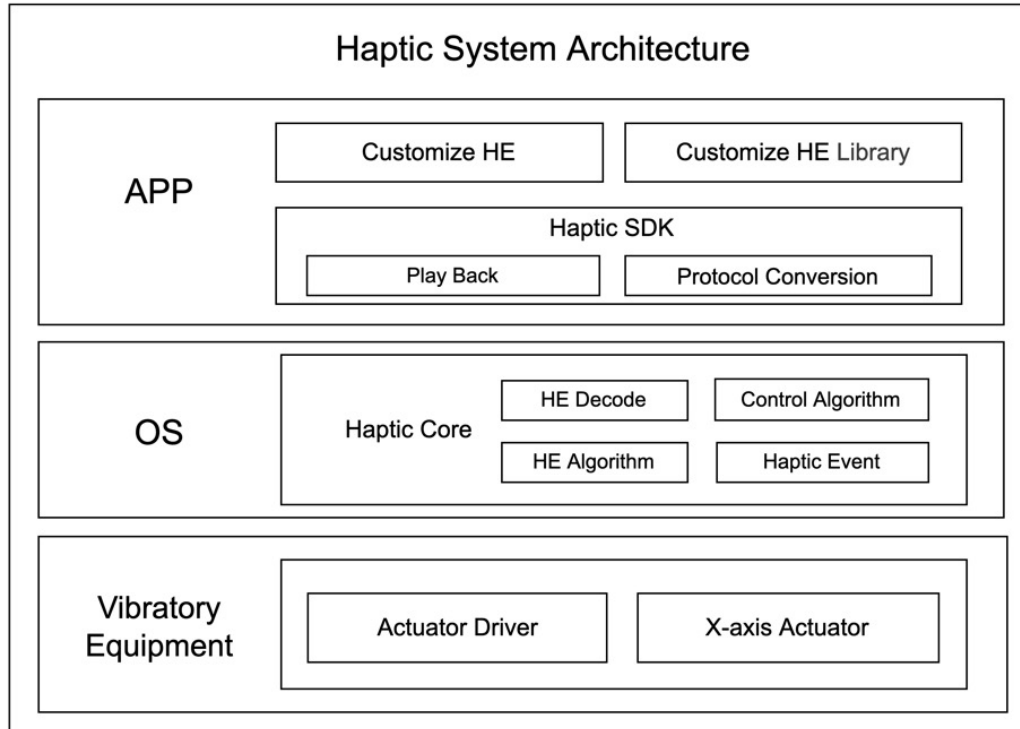 Haptic System Architecture
APP
Customize HE
Customize HE Library
Haptic SDK
Play Back
Protocol Conversion
OS
Haptic Core
HE Decode
Control Algorithm
HE Algorithm
Haptic Event
Vibratory
Equipment
Actuator Driver
X-axis Actuator